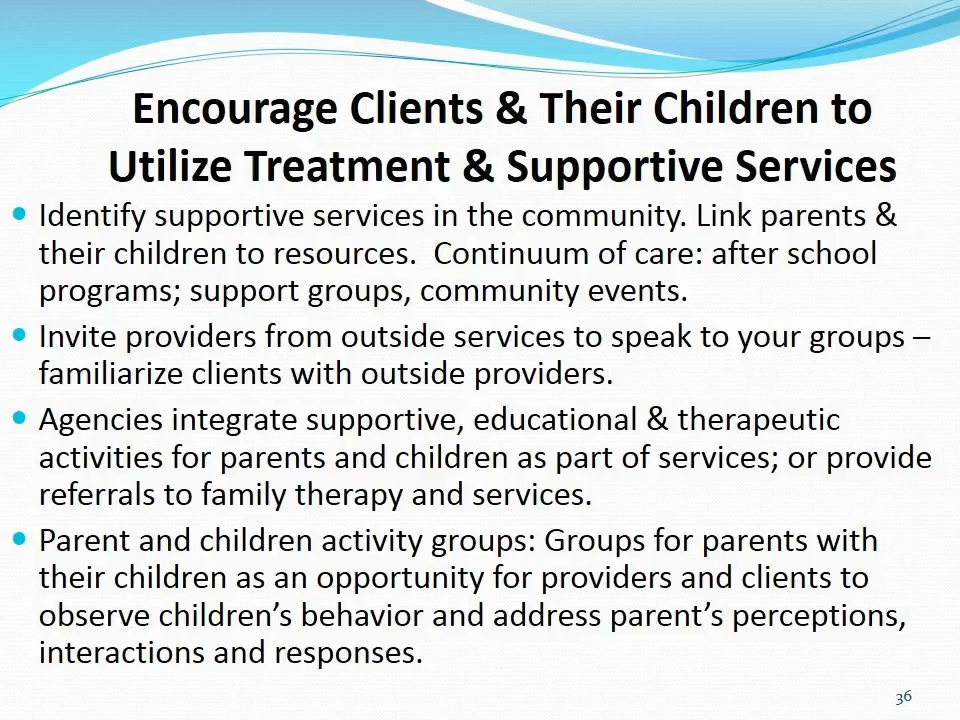 Encourage Clients & Their Children to
Utilize Treatment & Supportive Services
• Identify supportive services in the community. Link parents &
their children to resources.  Continuum of care: after school
programs; support groups, community events.
• Invite providers from outside services to speak to your groups –
familiarize clients with outside providers.
• Agencies integrate supportive, educational & therapeutic
activities for parents and children as part of services; or provide
referrals to family therapy and services.
• Parent and children activity groups: Groups for parents with
their children as an opportunity for providers and clients to
observe children’s behavior and address parent’s perceptions,
interactions and responses.
36